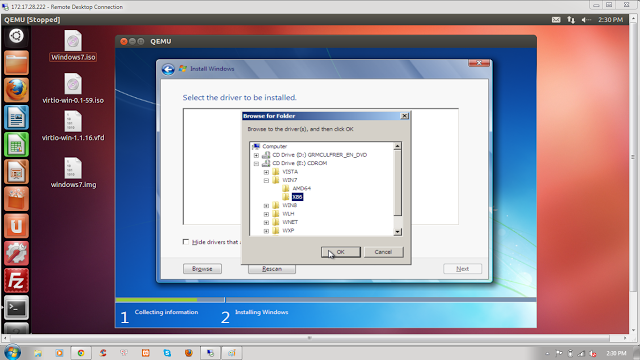 172.17.28.222 - Remote Desktop Connection
QEMU [Stopped]
2:30 PM
QEMU
Windows7.iso
virtio-win-0.1-59.iso
virtio-win-1.1.16.vfd
windows7.img
Install Windows
Select the driver to be installed.
Browse for Folder
Browse to the driver(s), and then click OK
Computer
CD Drive (D:) GRMCULFRER_EN_DVD
CD Drive (E:) CDROM
VISTA
WIN7
AMD64
X86
WIN8
WLH
WNET
WXP
OK
Cancel
Hide drivers that
Browse
Rescan
Next
1 Collecting information
2 Installing Windows
2:38 PM